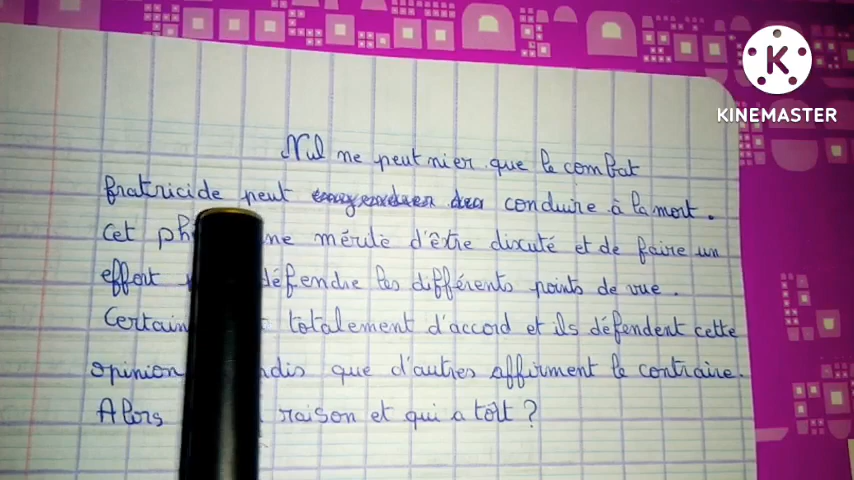 KINEMASTER
Nul ne peut nier que le combat
fratricide peut conduire à la mort.
Cet ph ne mérite d'être discuté et de faire un
effort défendre les différents points de vue.
Certain totalement d'accord et ils défendent cette
opinion ndis que d'autres affirment le contraire.
Alors raison et qui a tort ?